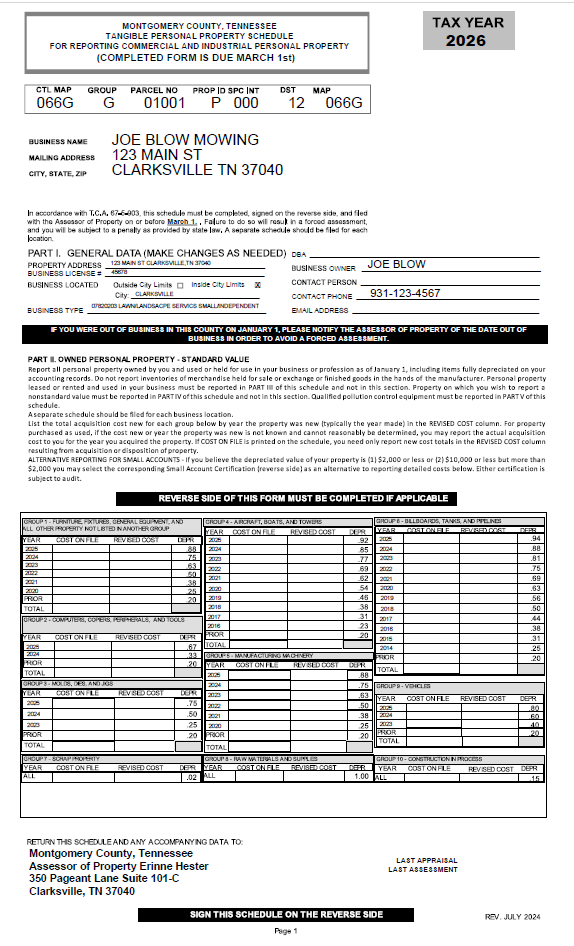 MONTGOMERY COUNTY, TENNESSEE
TANGIBLE PERSONAL PROPERTY SCHEDULE
FOR REPORTING COMMERCIAL AND INDUSTRIAL PERSONAL PROPERTY
(COMPLETED FORM IS DUE MARCH 1st)
TAX YEAR
2026
CTL MAP GROUP PARCEL NO PROP ID SPC INT DST MAP
066G G 01001 P 000 12 066G
BUSINESS NAME JOE BLOW MOWING
MAILING ADDRESS 123 MAIN ST
CITY, STATE, ZIP CLARKSVILLE TN 37040
In accordance with T.C.A. 67-5-903, this schedule must be completed, signed on the reverse side, and filed
with the Assessor of Property on or before March 1, . Failure to do so will result in a forced assessment,
and you will be subject to a penalty as provided by state law. A separate schedule should be filed for each
location.
PART I. GENERAL DATA (MAKE CHANGES AS NEEDED) DBA
PROPERTY ADDRESS 123 MAIN ST CLARKSVILLE,TN 37040
BUSINESS OWNER JOE BLOW
BUSINESS LICENSE # 45678
BUSINESS LOCATED Outside City Limits ☐ Inside City Limits ☒
CONTACT PERSON
City: CLARKSVILLE
CONTACT PHONE 931-123-4567
BUSINESS TYPE 07820203 LAWN/LANDSACPE SERVICS SMALL/INDEPENDENT
EMAIL ADDRESS
IF YOU WERE OUT OF BUSINESS IN THIS COUNTY ON JANUARY 1, PLEASE NOTIFY THE ASSESSOR OF PROPERTY OF THE DATE OUT OF
BUSINESS IN ORDER TO AVOID A FORCED ASSESSMENT.
PART II. OWNED PERSONAL PROPERTY - STANDARD VALUE
Report all personal property owned by you and used or held for use in your business or profession as of January 1, including items fully depreciated on your
accounting records. Do not report inventories of merchandise held for sale or exchange or finished goods in the hands of the manufacturer. Personal property
leased or rented and used in your business must be reported in PART III of this schedule and not in this section. Property on which you wish to report a
nonstandard value must be reported in PART IV of this schedule and not in this section. Qualified pollution control equipment must be reported in PART V of this
schedule.
A separate schedule should be filed for each business location.
List the total acquisition cost new for each group below by year the property was new (typically the year made) in the REVISED COST column. For property
purchased as used, if the cost new or year the property was new is not known and cannot reasonably be determined, you may report the actual acquisition
cost to you for the year you acquired the property. If COST ON FILE is printed on the schedule, you need only report new cost totals in the REVISED COST column
resulting from acquisition or disposition of property.
ALTERNATIVE REPORTING FOR SMALL ACCOUNTS - If you believe the depreciated value of your property is (1) $2,000 or less or (2) $10,000 or less but more than
$2,000 you may select the corresponding Small Account Certification (reverse side) as an alternative to reporting detailed costs below. Either certification is
subject to audit.
REVERSE SIDE OF THIS FORM MUST BE COMPLETED IF APPLICABLE
GROUP 1 - FURNITURE, FIXTURES, GENERAL EQUIPMENT, AND
ALL OTHER PROPERTY NOT LISTED IN ANOTHER GROUP
YEAR COST ON FILE REVISED COST DEPR
2025 .88
2024 .75
2023 .63
2022 .50
2021 .38
2020 .25
PRIOR .20
TOTAL
GROUP 2 - COMPUTERS, COPIERS, PERIPHERALS, AND TOOLS
YEAR COST ON FILE REVISED COST DEPR
2025 .67
2024 .33
PRIOR .20
TOTAL
GROUP 3 - MOLDS, DIES, AND JIGS
YEAR COST ON FILE REVISED COST DEPR
2025 .75
2024 .50
2023 .25
PRIOR .20
TOTAL
GROUP 7 - SCRAP PROPERTY
YEAR COST ON FILE REVISED COST DEPR
ALL .02
GROUP 4 - AIRCRAFT, BOATS, AND TOWERS
YEAR COST ON FILE REVISED COST DEPR
2025 .92
2024 .85
2023 .77
2022 .69
2021 .62
2020 .54
2019 .46
2018 .38
2017 .31
2016 .23
PRIOR .20
TOTAL
GROUP 5 - MANUFACTURING MACHINERY
YEAR COST ON FILE REVISED COST DEPR
2025 .88
2024 .75
2023 .63
2022 .50
2021 .38
2020 .25
PRIOR .20
TOTAL
GROUP 8 - RAW MATERIALS AND SUPPLIES
YEAR COST ON FILE REVISED COST DEPR
ALL 1.00
GROUP 6 - BILLBOARDS, TANKS, AND PIPELINES
YEAR COST ON FILE REVISED COST DEPR
2025 .94
2024 .88
2023 .81
2022 .75
2021 .69
2020 .63
2019 .56
2018 .50
2017 .44
2016 .38
2015 .31
2014 .25
PRIOR .20
TOTAL
GROUP 9 - VEHICLES
YEAR COST ON FILE REVISED COST DEPR
2025 .80
2024 .60
2023 .40
PRIOR .20
TOTAL
GROUP 10 - CONSTRUCTION IN PROCESS
YEAR COST ON FILE REVISED COST DEPR
ALL .15
RETURN THIS SCHEDULE AND ANY ACCOMPANYING DATA TO:
Montgomery County, Tennessee
Assessor of Property Erinne Hester
350 Pageant Lane Suite 101-C
Clarksville, TN 37040
LAST APPRAISAL
LAST ASSESSMENT
SIGN THIS SCHEDULE ON THE REVERSE SIDE
REV. JULY 2024
Page 1